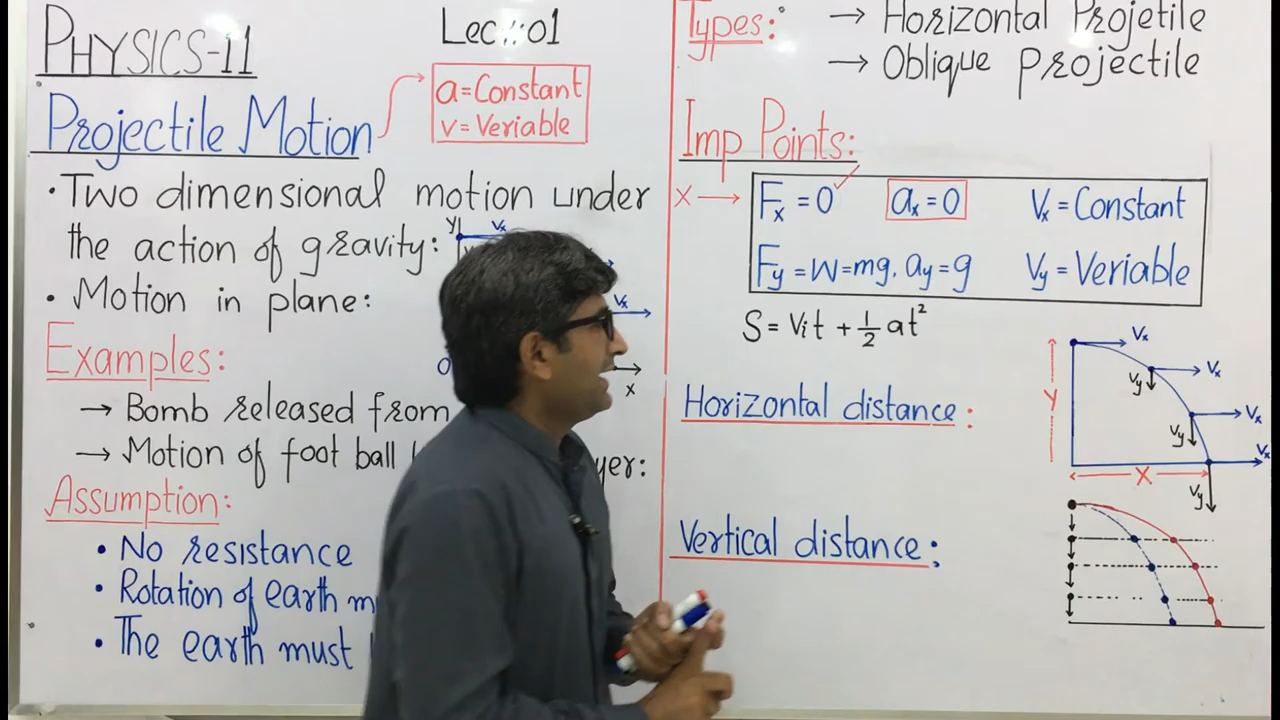 PHYSICS-11
Lec#:01
a=Constant
v=Veriable
Projectile Motion
•Two dimensional motion under
the action of gravity:
• Motion in plane:
Examples:
→ Bomb released from
→ Motion of foot ball
yer:
Assumption:
• No resistance
• Rotation of earth m
• The earth must
y
Vx
Vx
0
x
Types:
→ Horizontal Projetile
→ Oblique projectile
Imp Points:
x → Fx = 0 ✓ ax = 0 Vx = Constant
Fy = W=mg, ay=g Vy = Veriable
S = Vit + 1/2 at²
Horizontal distance:
Vertical distance:
Vx
Vx
Vy
Y
Vx
Vy
Vx
X
Vy